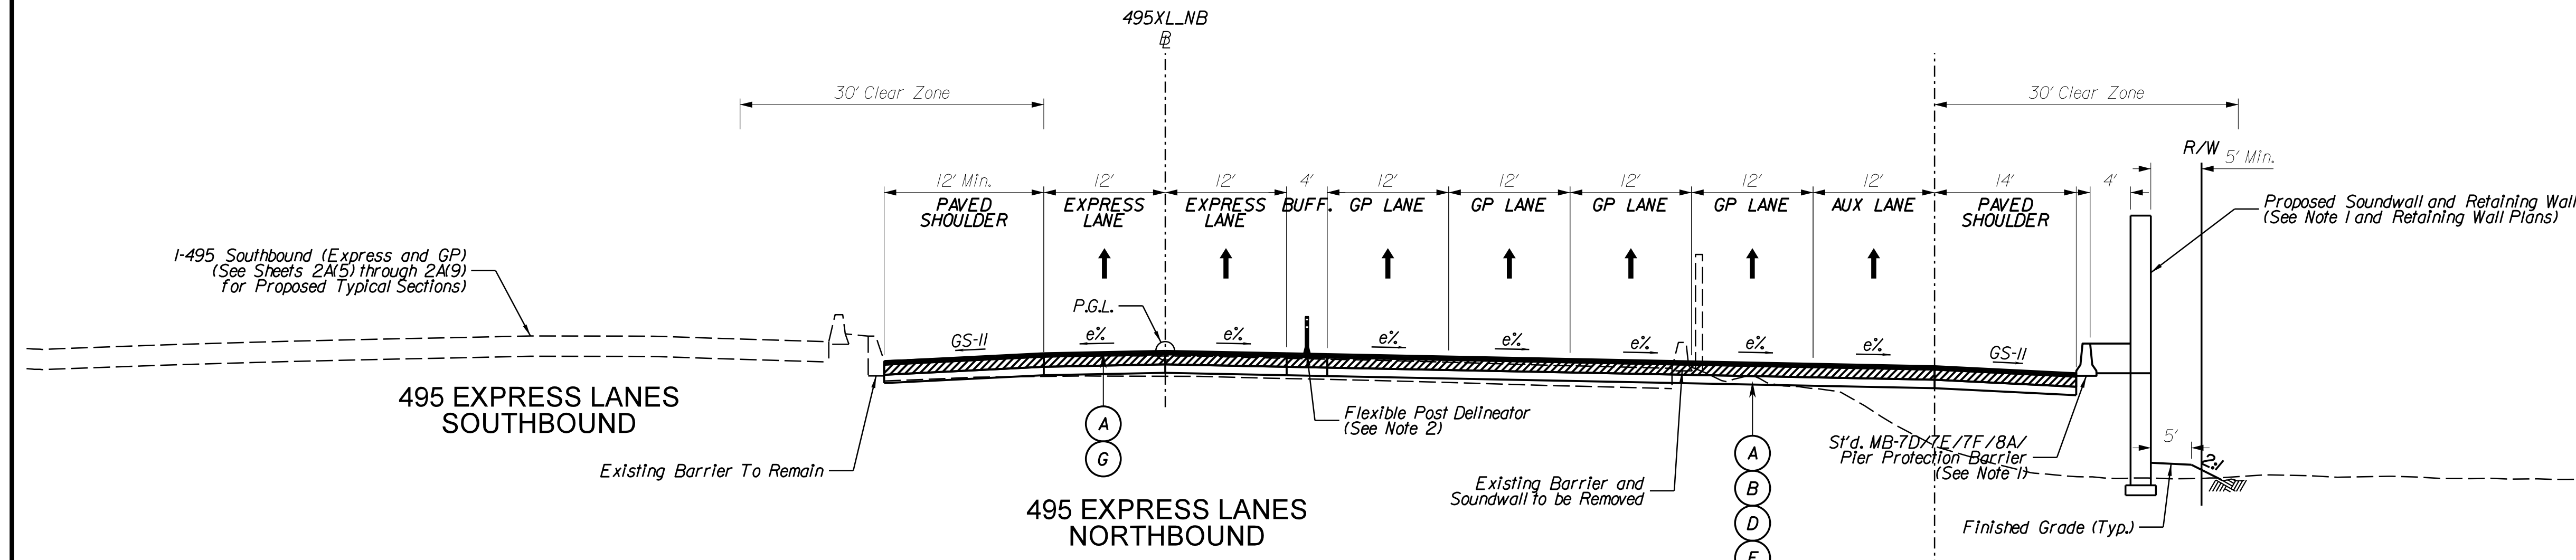 495XL_NB
BL
30' Clear Zone
30' Clear Zone
R/W
5' Min.
12' Min.
12'
12'
4'
12'
12'
12'
12'
12'
14'
4'
PAVED
SHOULDER
EXPRESS
LANE
EXPRESS
LANE
BUFF.
GP LANE
GP LANE
GP LANE
GP LANE
AUX LANE
PAVED
SHOULDER
Proposed Soundwall and Retaining Wall
(See Note 1 and Retaining Wall Plans)
I-495 Southbound (Express and GP)
(See Sheets 2A(5) through 2A(9)
for Proposed Typical Sections)
P.G.L.
GS-11
e%
e%
e%
e%
e%
e%
e%
GS-11
495 EXPRESS LANES
SOUTHBOUND
Existing Barrier To Remain
A
G
Flexible Post Delineator
(See Note 2)
495 EXPRESS LANES
NORTHBOUND
Existing Barrier and
Soundwall to be Removed
A
B
D
St'd. MB-7D/7E/7F/8A/
Pier Protection Barrier
(See Note 1)
5'
2:1
Finished Grade (Typ.)